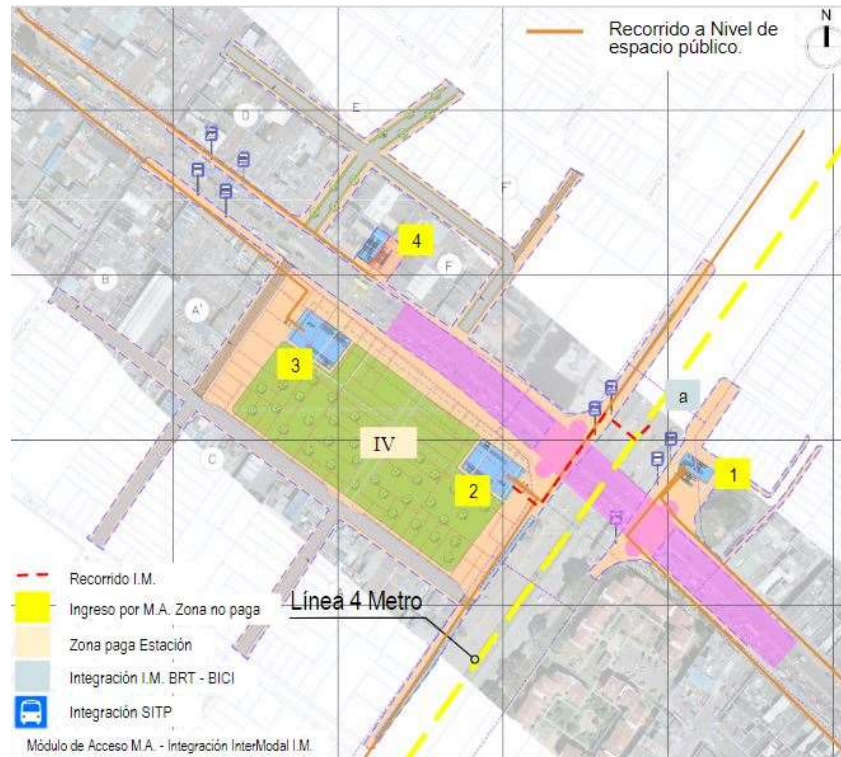 Recorrido a Nivel de
espacio público.
N
E
D
4
F'
F
B
A'
3
a
IV
C
2
1
Recorrido I.M.
Ingreso por M.A. Zona no paga
Línea 4 Metro
Zona paga Estación
Integración I.M. BRT - BICI
Integración SITP
Módulo de Acceso M.A. - Integración InterModal I.M.